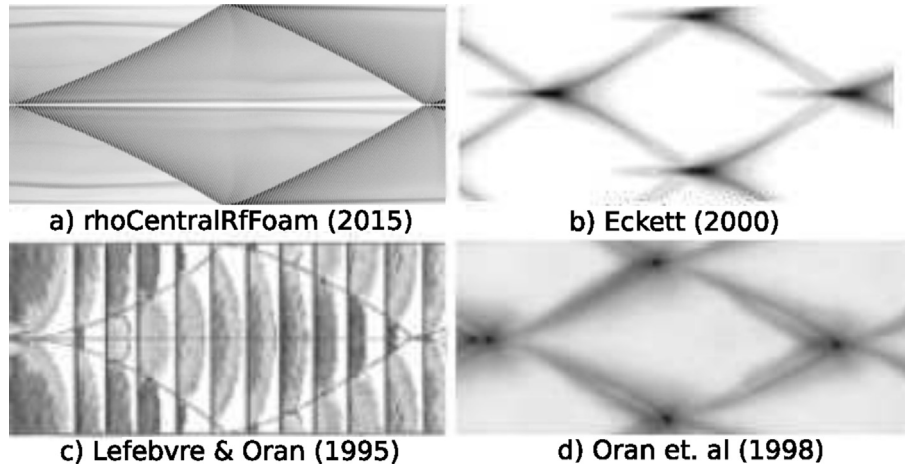 a) rhoCentralRfFoam (2015)
b) Eckett (2000)
c) Lefebvre & Oran (1995)
d) Oran et. al (1998)